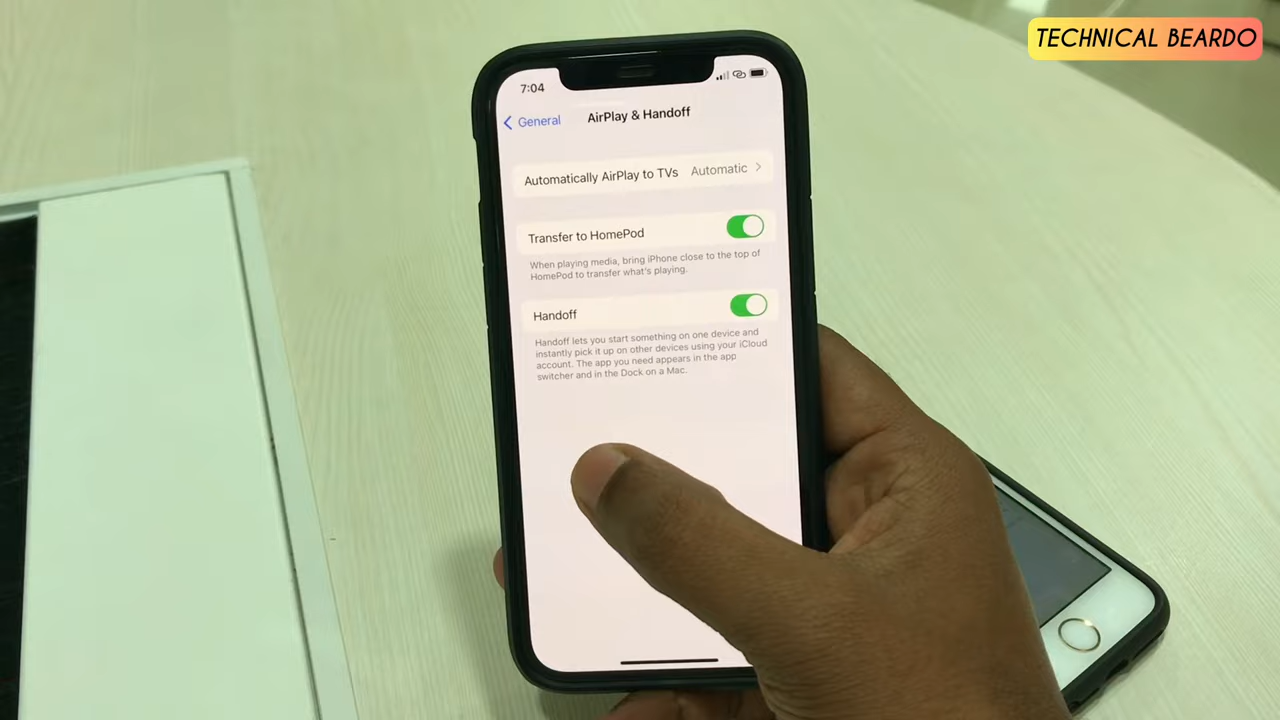 TECHNICAL BEARDO
7:04
General
AirPlay & Handoff
Automatically AirPlay to TVs Automatic
Transfer to HomePod
When playing media, bring iPhone close to the top of
HomePod to transfer what's playing.
Handoff
Handoff lets you start something on one device and
instantly pick it up on other devices using your iCloud
account. The app you need appears in the app
switcher and in the Dock on a Mac.